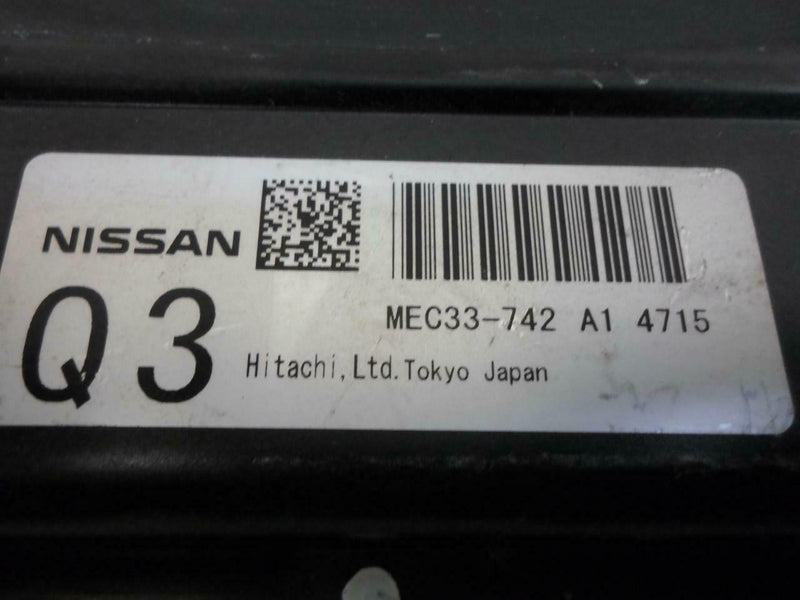 NISSAN
MEC33-742 A1 4715
Q3
Hitachi,Ltd.Tokyo Japan